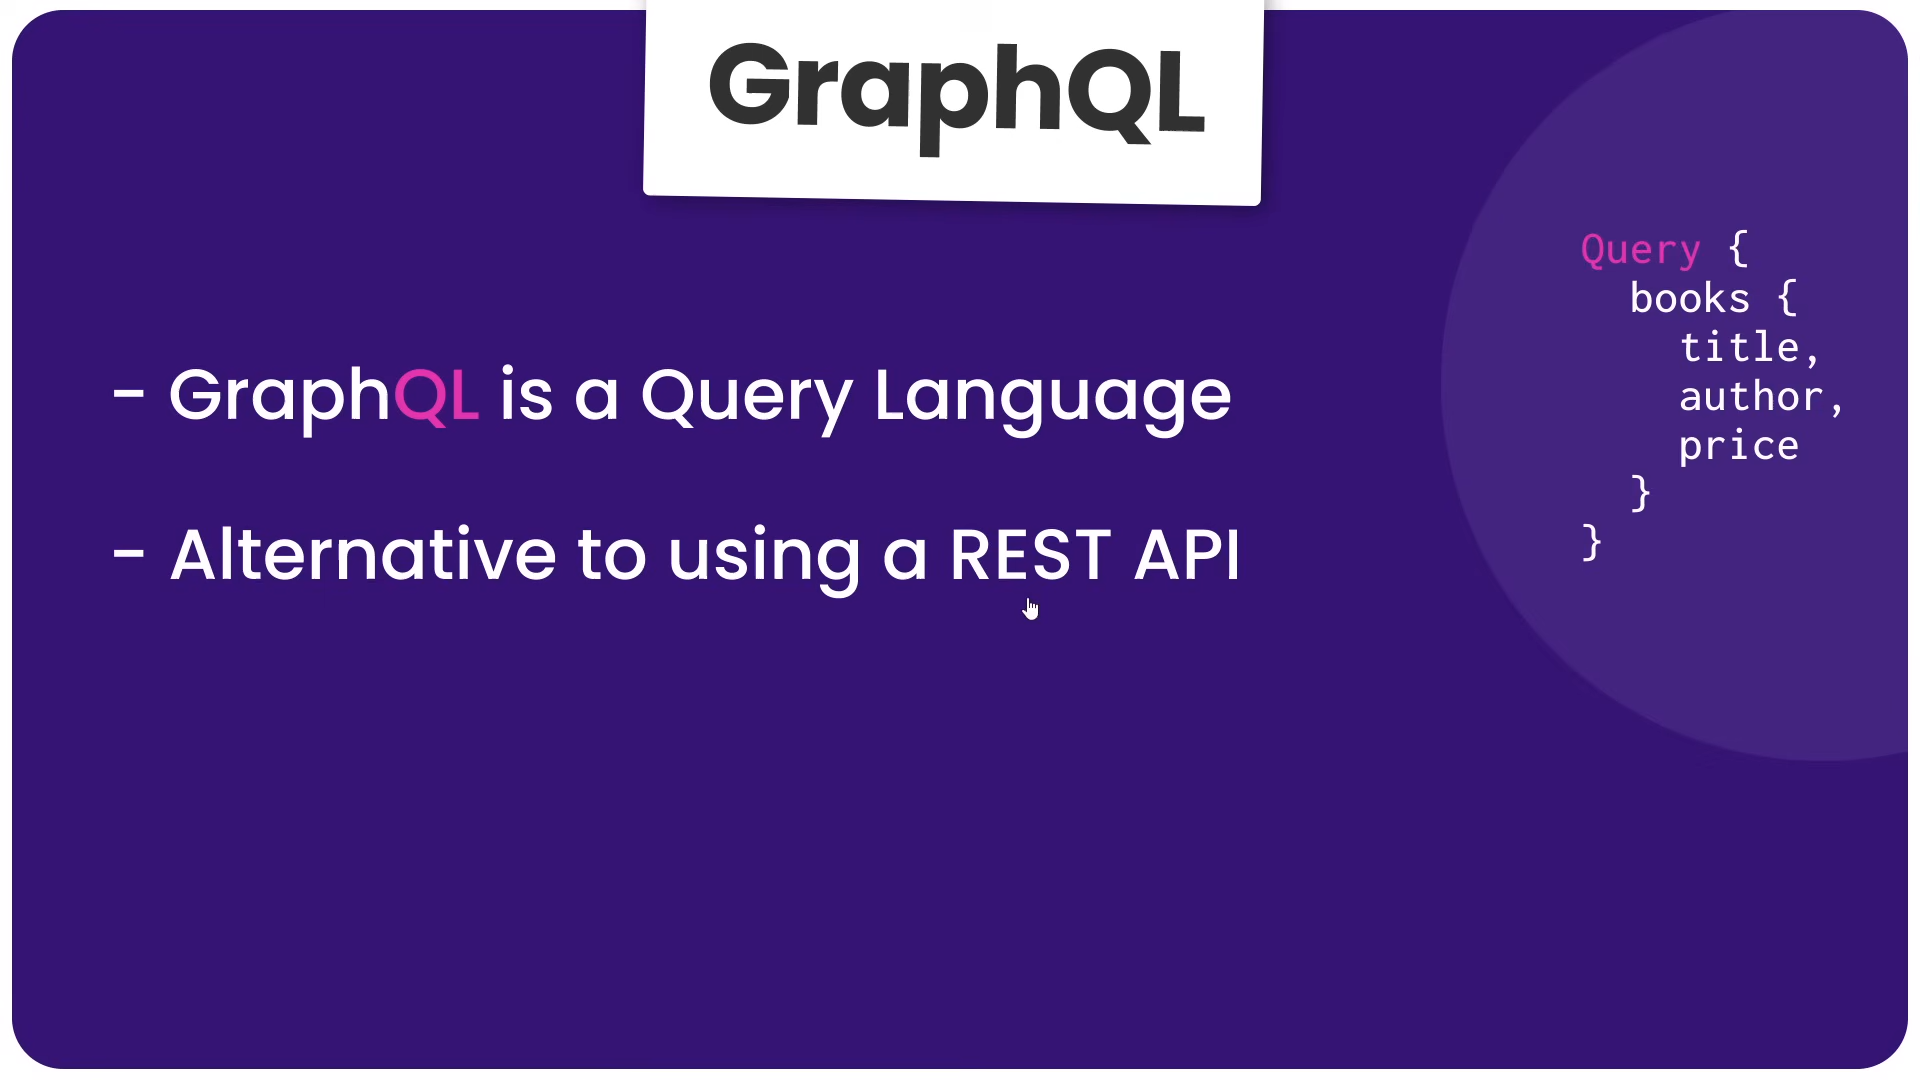 GraphQL
- GraphQL is a Query Language
- Alternative to using a REST API
Query {
  books {
    title,
    author,
    price
  }
}